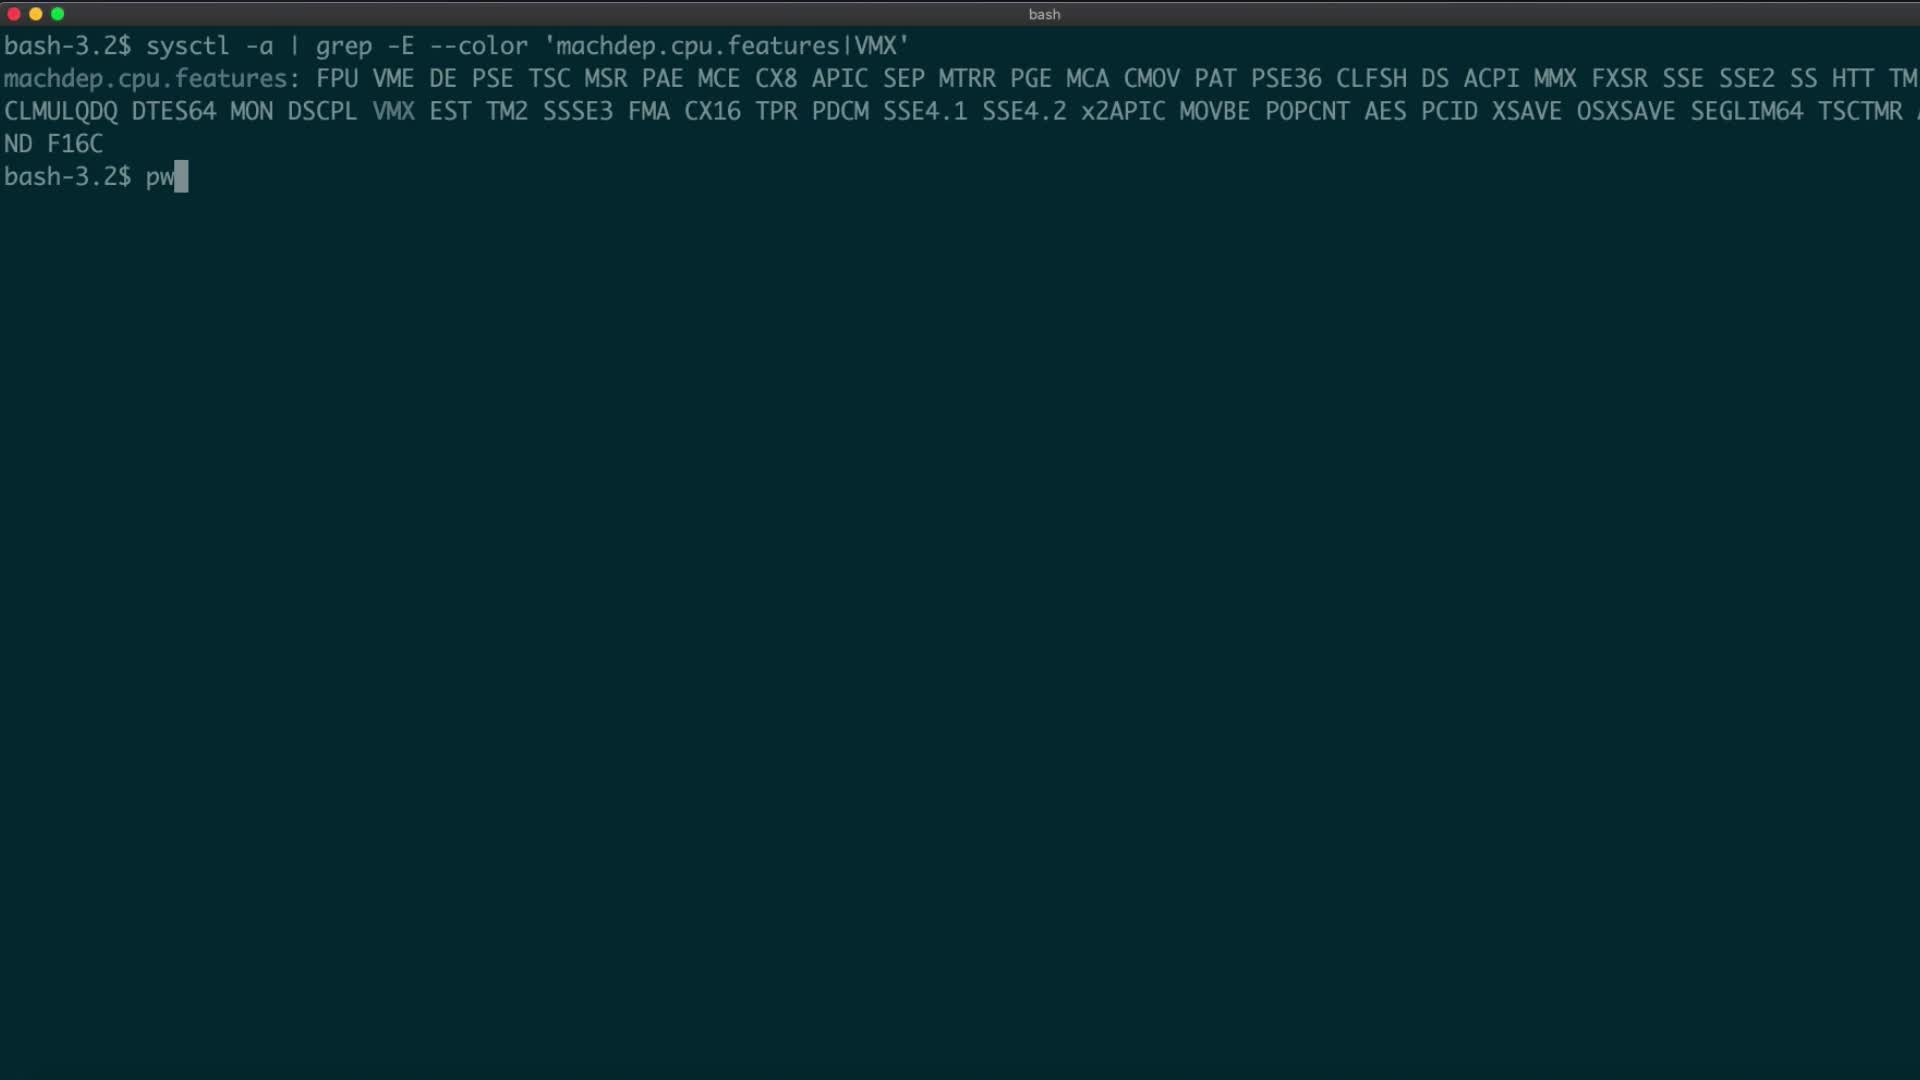 bash
bash-3.2$ sysctl -a | grep -E --color 'machdep.cpu.features|VMX'
machdep.cpu.features: FPU VME DE PSE TSC MSR PAE MCE CX8 APIC SEP MTRR PGE MCA CMOV PAT PSE36 CLFSH DS ACPI MMX FXSR SSE SSE2 SS HTT TM
CLMULQDQ DTES64 MON DSCPL VMX EST TM2 SSSE3 FMA CX16 TPR PDCM SSE4.1 SSE4.2 x2APIC MOVBE POPCNT AES PCID XSAVE OSXSAVE SEGLIM64 TSCTMR
ND F16C
bash-3.2$ pw